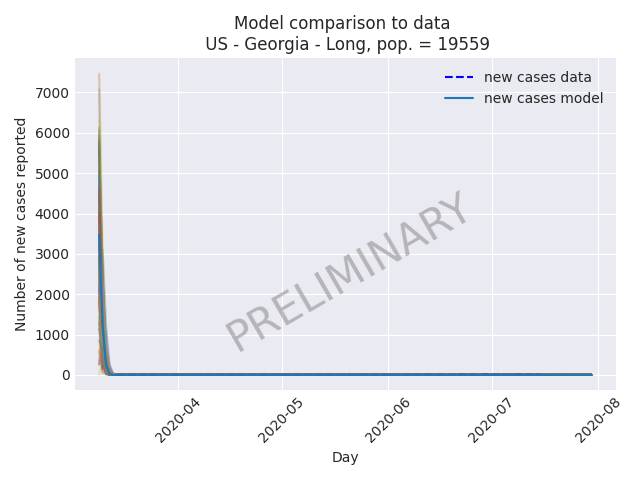 Model comparison to data
US - Georgia - Long, pop. = 19559
new cases data
new cases model
Number of new cases reported
7000
6000
5000
4000
3000
2000
1000
0
PRELIMINARY
2020-04
2020-05
2020-06
2020-07
2020-08
Day